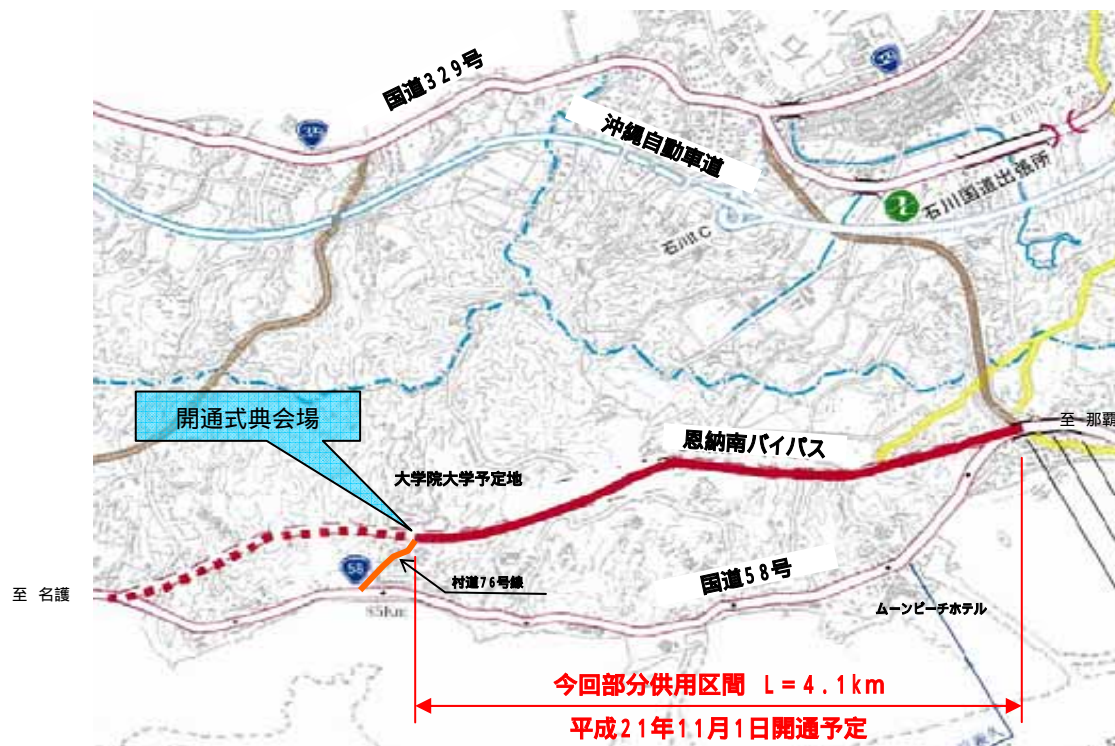 国道329号
沖縄自動車道
石川国道出張所
石川IC
開通式典会場
恩納南バイパス
至 那覇
大学院大学予定地
58
村道76号線
至 名護
国道58号
ムーンビーチホテル
今回部分供用区間 L=4.1km
平成21年11月1日開通予定